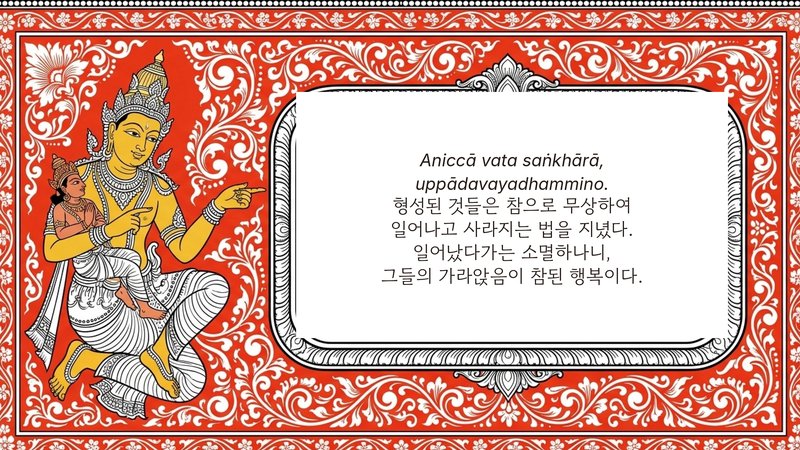 Aniccā vata saṅkhārā,
uppādavayadhammino.
형성된 것들은 참으로 무상하여
일어나고 사라지는 법을 지녔다.
일어났다가는 소멸하나니,
그들의 가라앉음이 참된 행복이다.